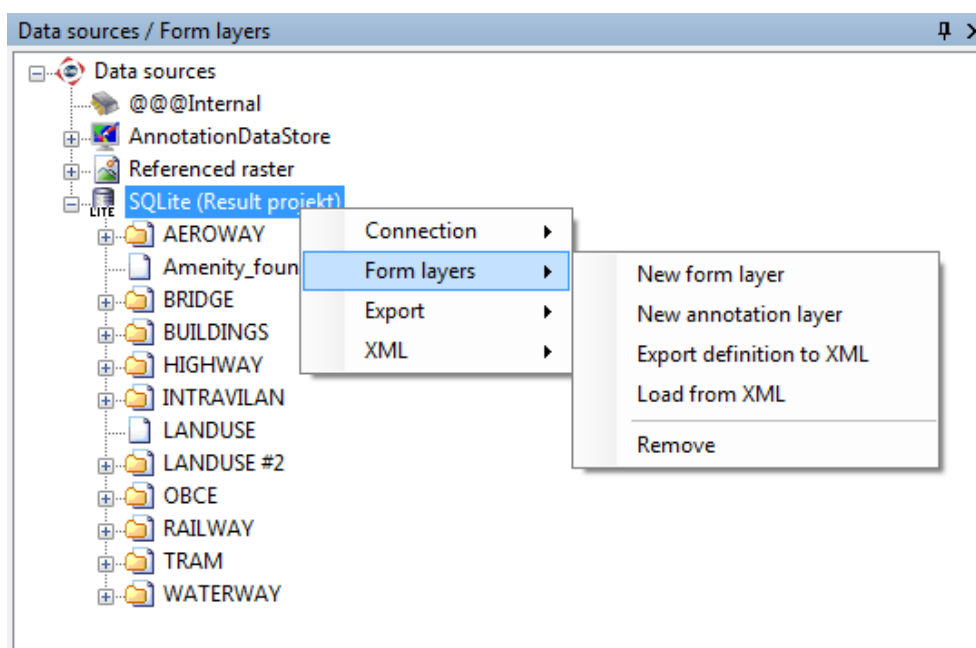 Data sources / Form layers
Data sources
@@@Internal
AnnotationDataStore
Referenced raster
LITE SQLite (Result projekt)
AEROWAY
Amenity_foun
BRIDGE
BUILDINGS
HIGHWAY
INTRAVILAN
LANDUSE
LANDUSE #2
OBCE
RAILWAY
TRAM
WATERWAY
Connection
Form layers
Export
XML
New form layer
New annotation layer
Export definition to XML
Load from XML
Remove